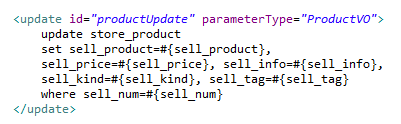 <update id="productUpdate" parameterType="ProductVO">
update store_product
set sell_product=#{sell_product},
sell_price=#{sell_price}, sell_info=#{sell_info},
sell_kind=#{sell_kind}, sell_tag=#{sell_tag}
where sell_num=#{sell_num}
</update>